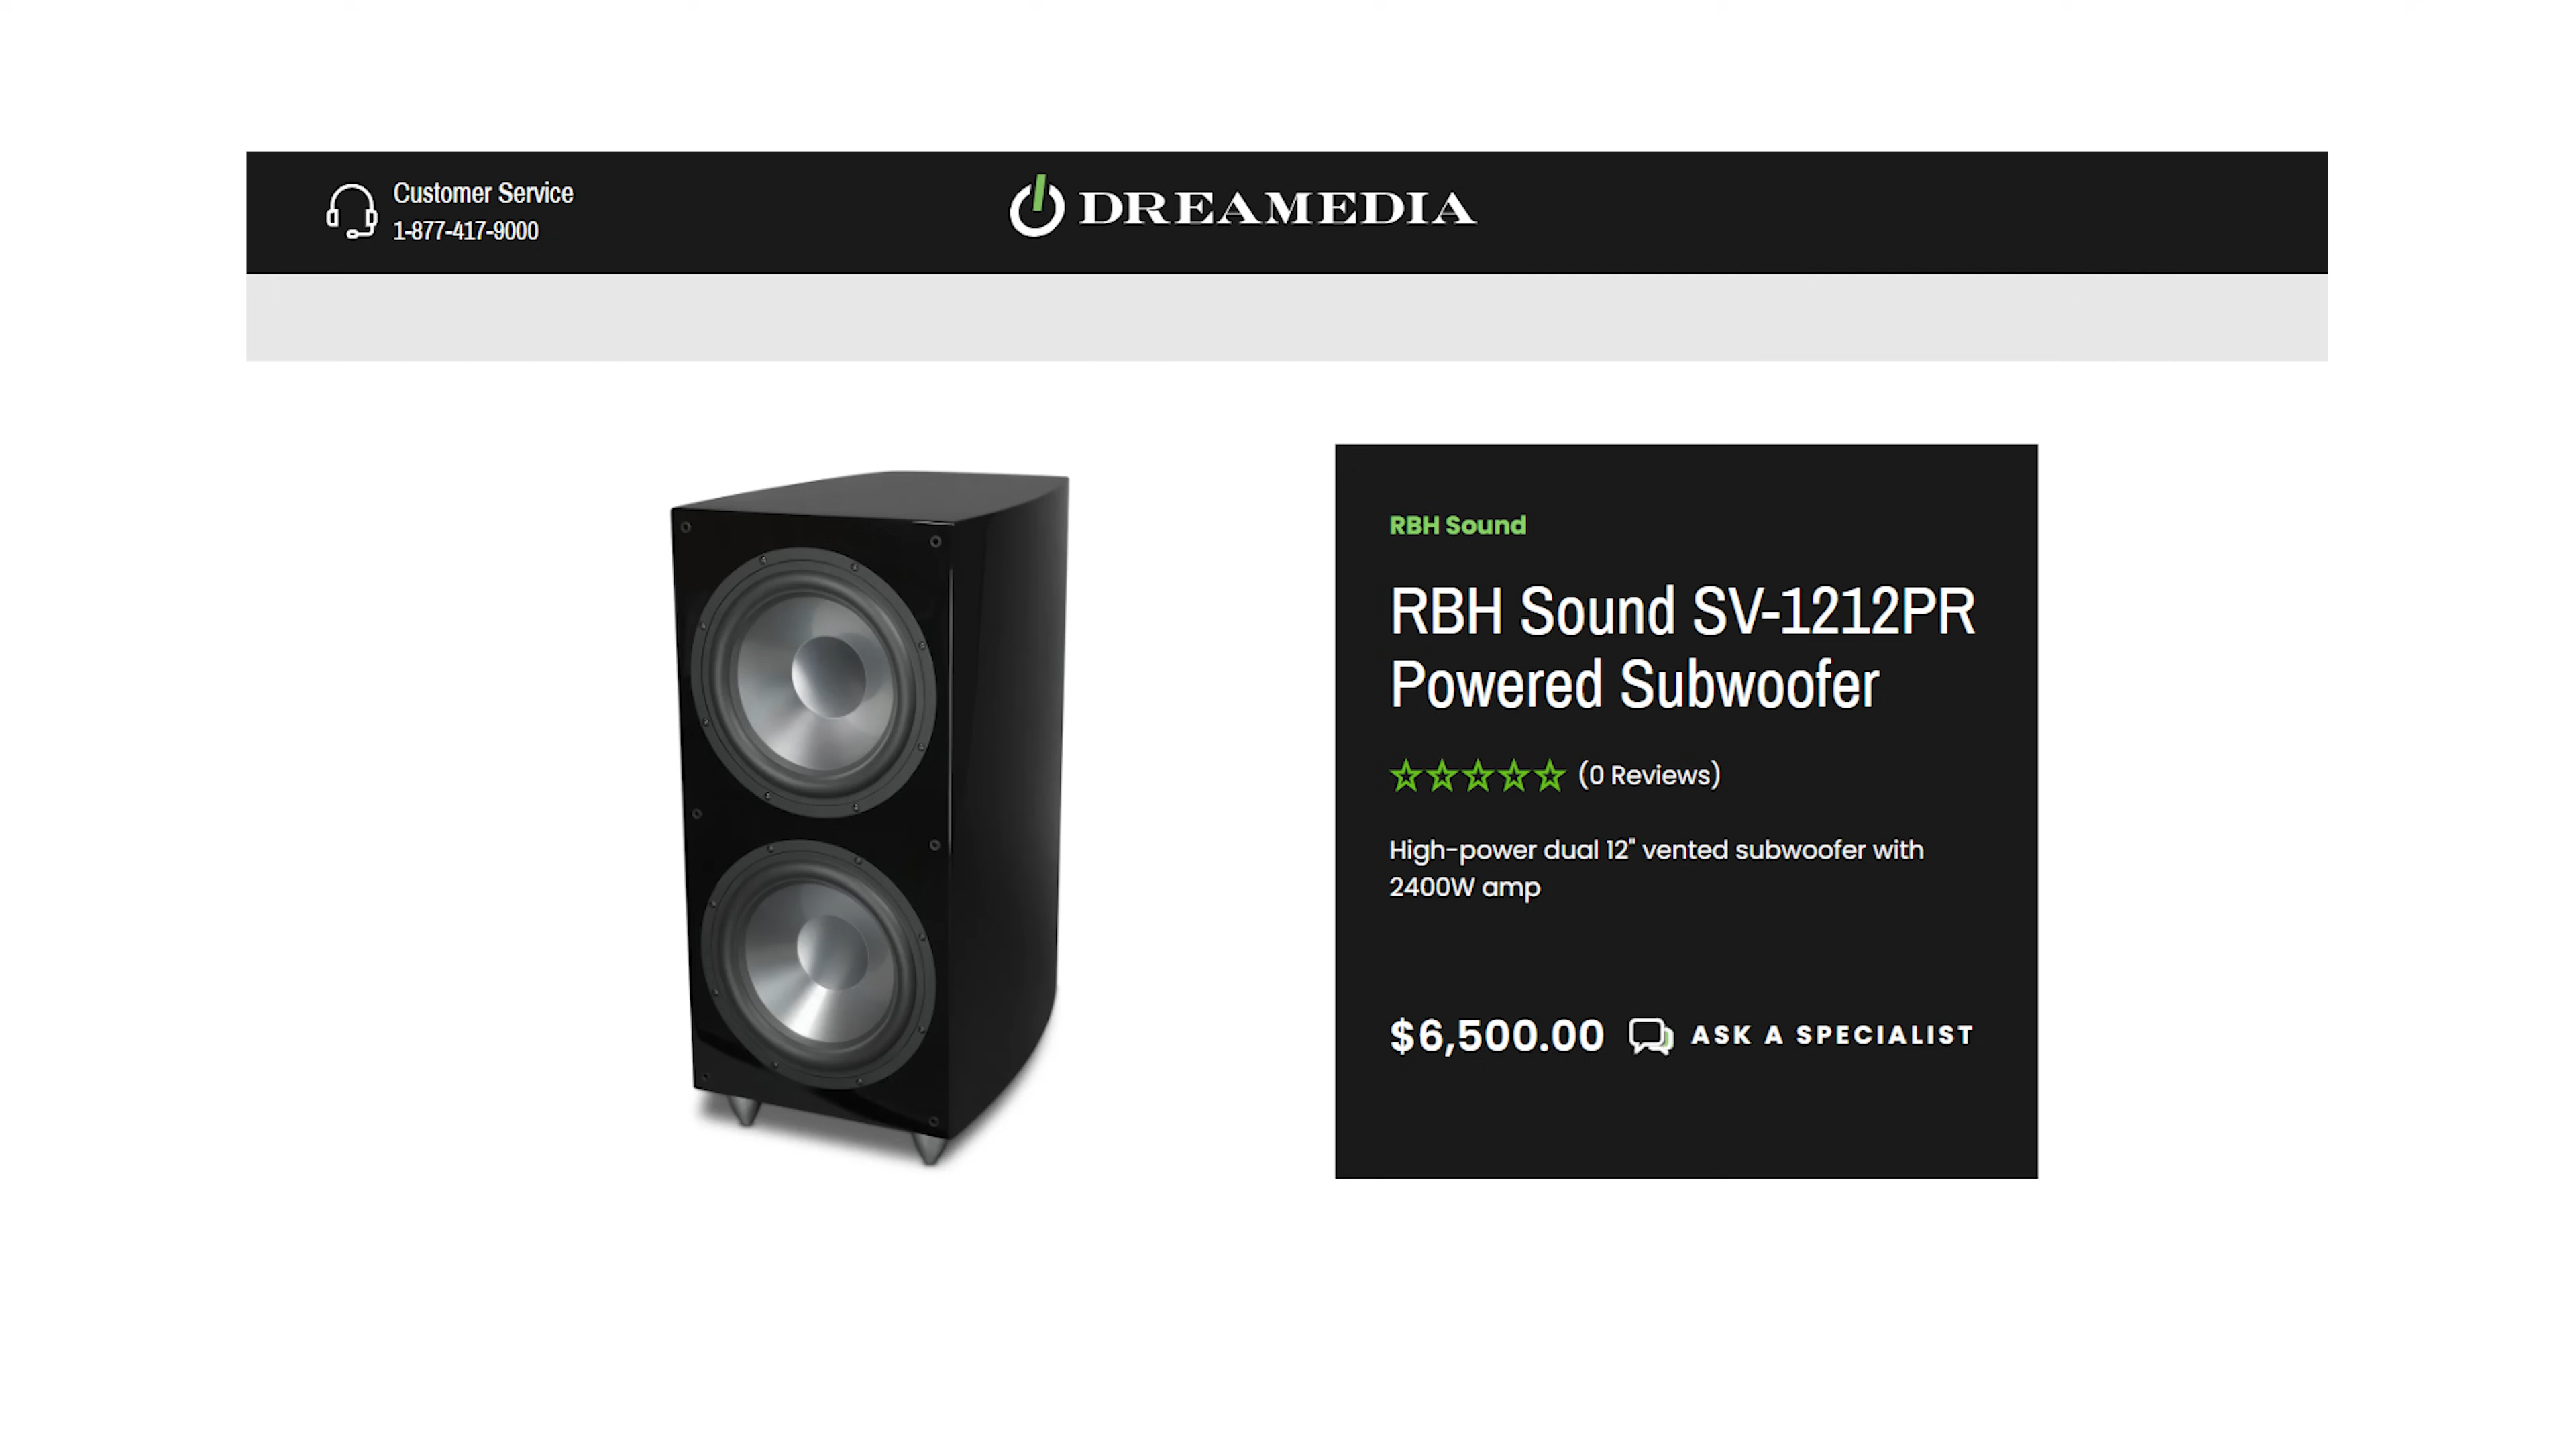 Customer Service
1-877-417-9000
DREAMEDIA
RBH Sound
RBH Sound SV-1212PR
Powered Subwoofer
(0 Reviews)
High-power dual 12" vented subwoofer with
2400W amp
$6,500.00 ASK A SPECIALIST